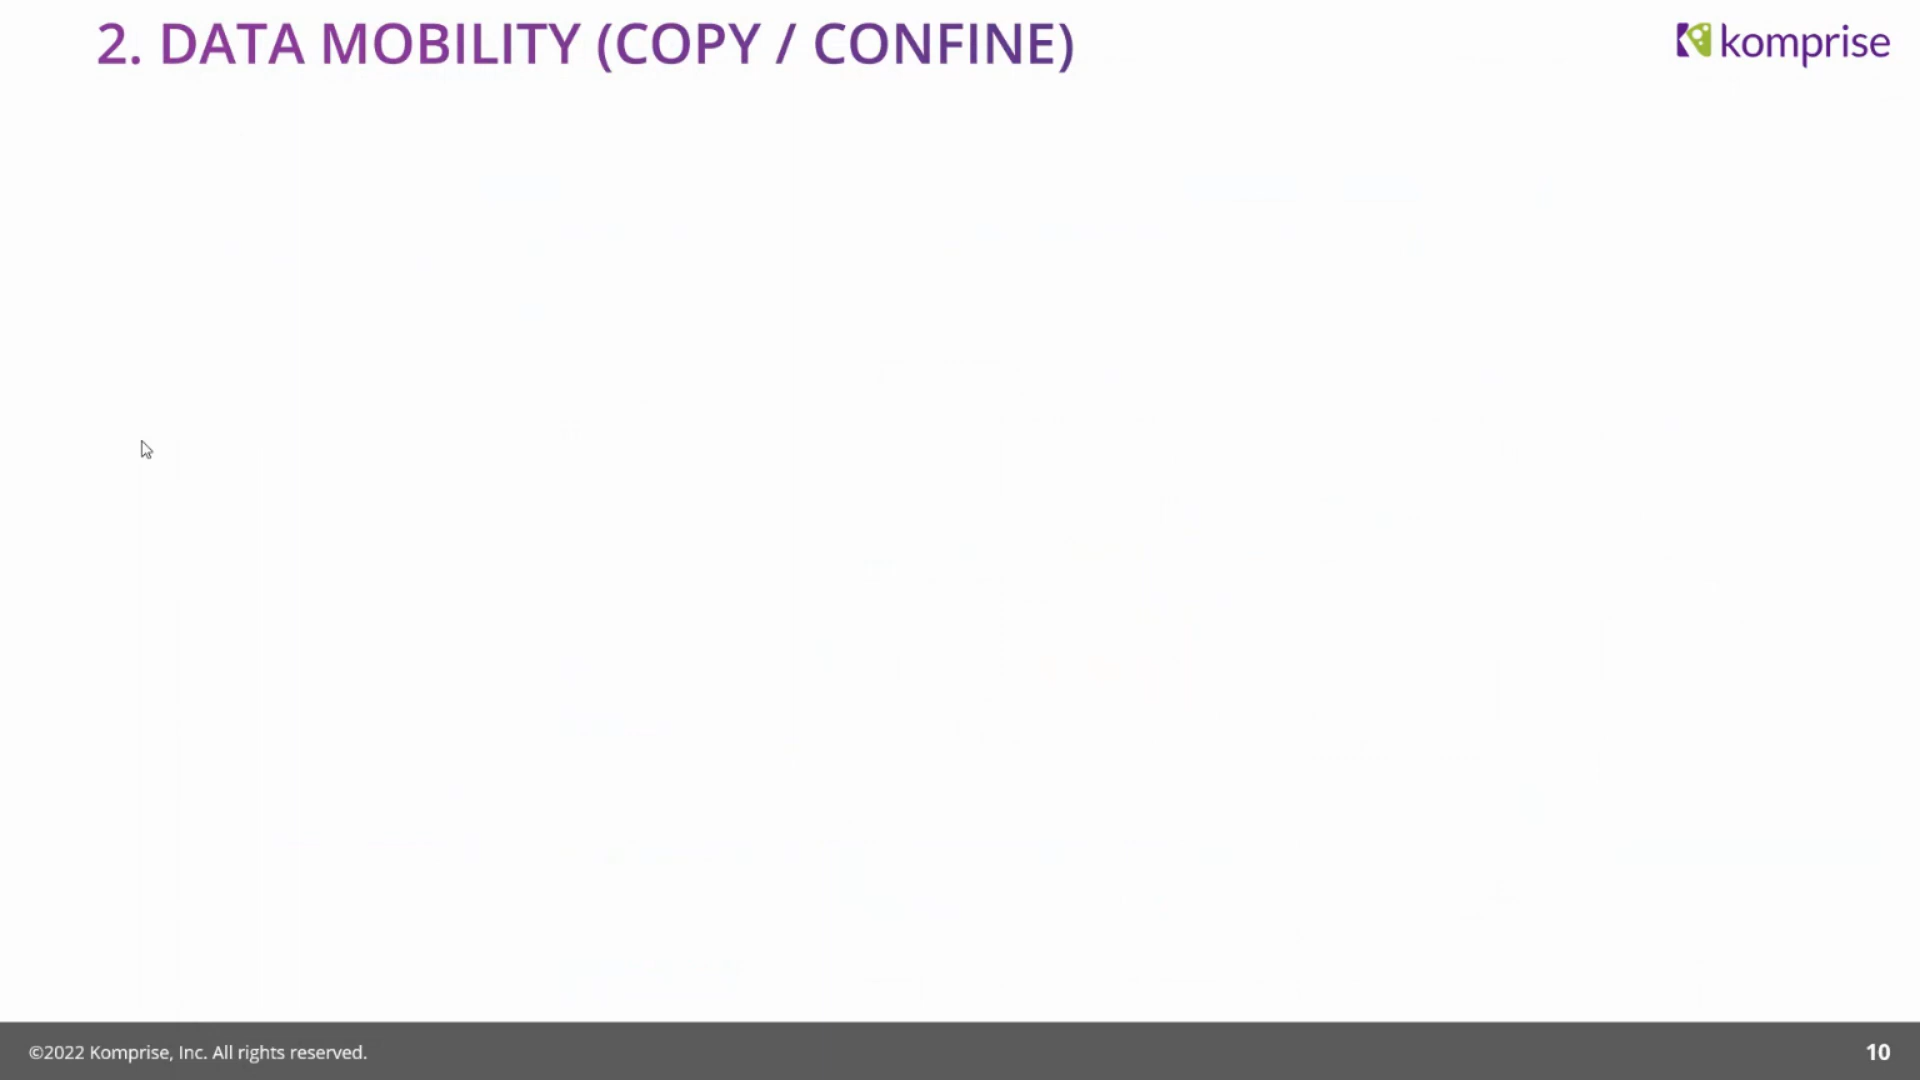 2. DATA MOBILITY (COPY / CONFINE)
komprise
©2022 Komprise, Inc. All rights reserved.
10